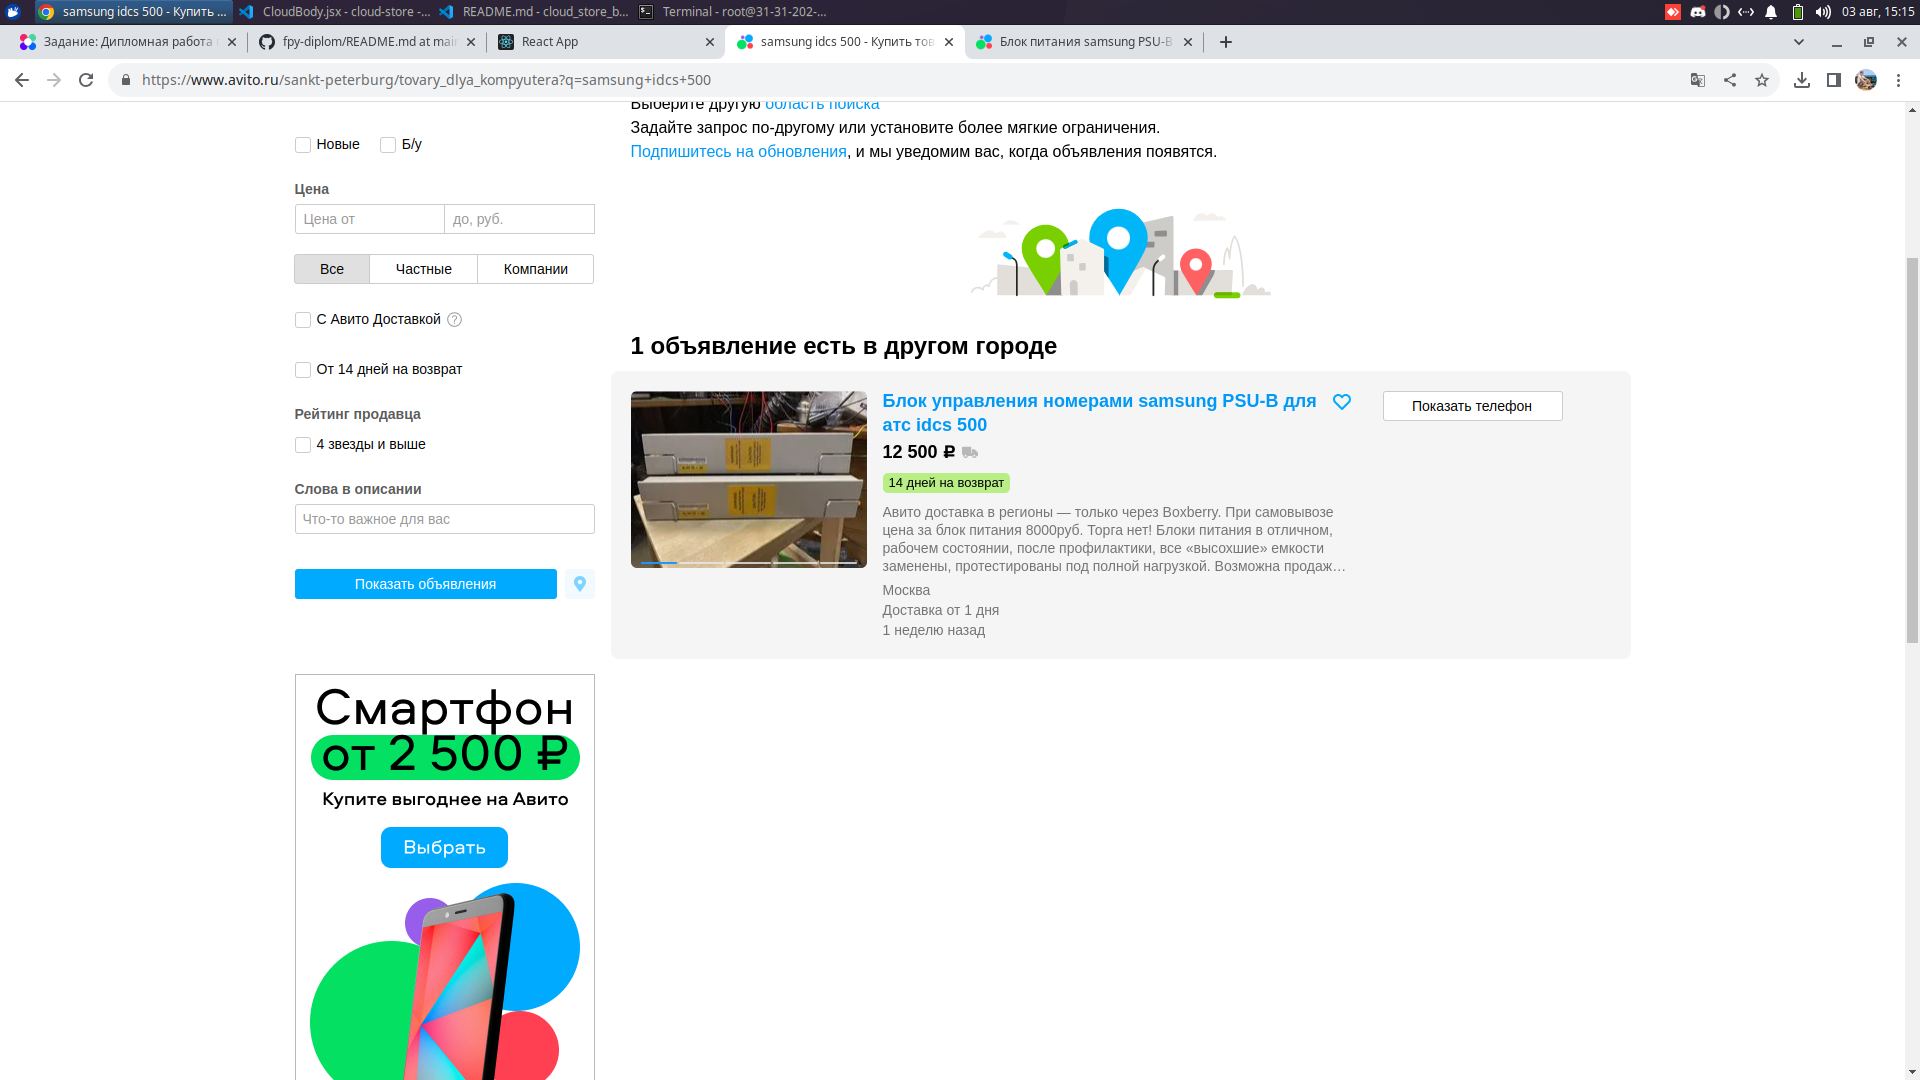 samsung idcs 500 - Купить ...
CloudBody.jsx - cloud-store -...
README.md - cloud_store_b...
Terminal - root@31-31-202-...
03 авг, 15:15
Задание: Дипломная работа
fpy-diplom/README.md at mai
React App
samsung idcs 500 - Купить тов
Блок питания samsung PSU-B
https://www.avito.ru/sankt-peterburg/tovary_dlya_kompyutera?q=samsung+idcs+500
Выберите другую область поиска
Задайте запрос по-другому или установите более мягкие ограничения.
Подпишитесь на обновления, и мы уведомим вас, когда объявления появятся.
Новые
Б/у
Цена
Цена от
до, руб.
Все
Частные
Компании
С Авито Доставкой ?
От 14 дней на возврат
Рейтинг продавца
4 звезды и выше
Слова в описании
Что-то важное для вас
Показать объявления
1 объявление есть в другом городе
Блок управления номерами samsung PSU-B для
атс idcs 500
12 500 ₽
14 дней на возврат
Авито доставка в регионы — только через Boxberry. При самовывозе
цена за блок питания 8000руб. Торга нет! Блоки питания в отличном,
рабочем состоянии, после профилактики, все «высохшие» емкости
заменены, протестированы под полной нагрузкой. Возможна продаж…
Москва
Доставка от 1 дня
1 неделю назад
Показать телефон
Смартфон
от 2 500 ₽
Купите выгоднее на Авито
Выбрать